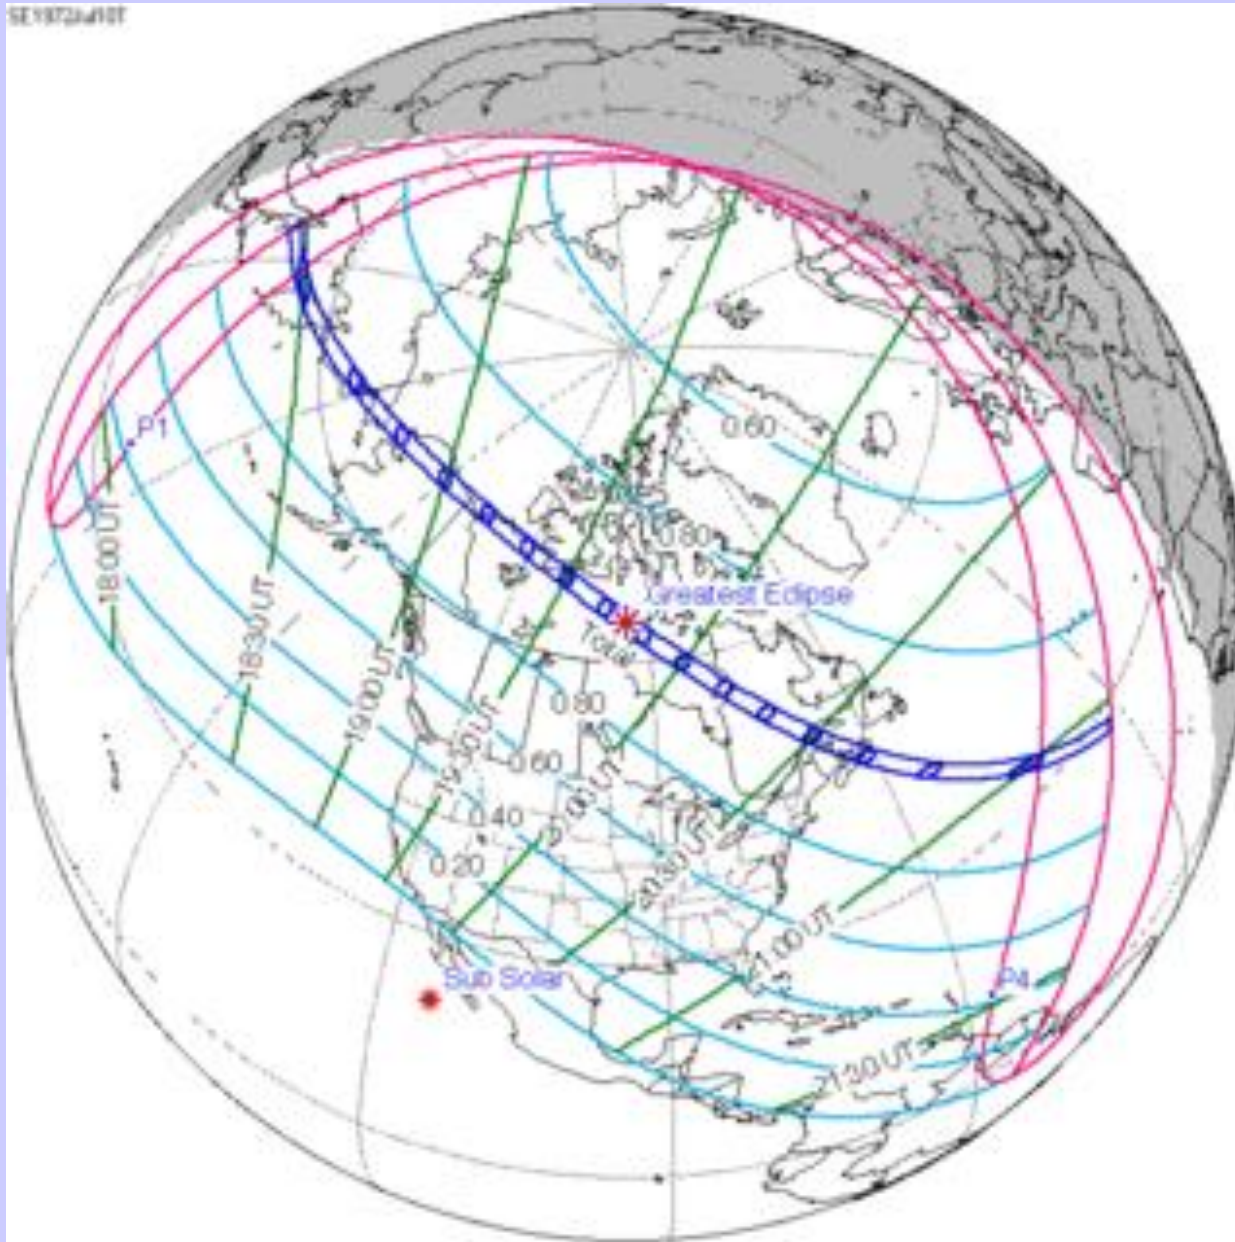 SE1972Jul10T
P1
0.60
18:00 UT
0.80
Greatest Eclipse
18:30 UT
Total
19:00 UT
0.80
19:30 UT
0.60
20:00 UT
0.40
20:30 UT
0.20
21:00 UT
Sub Solar
P4
21:30 UT